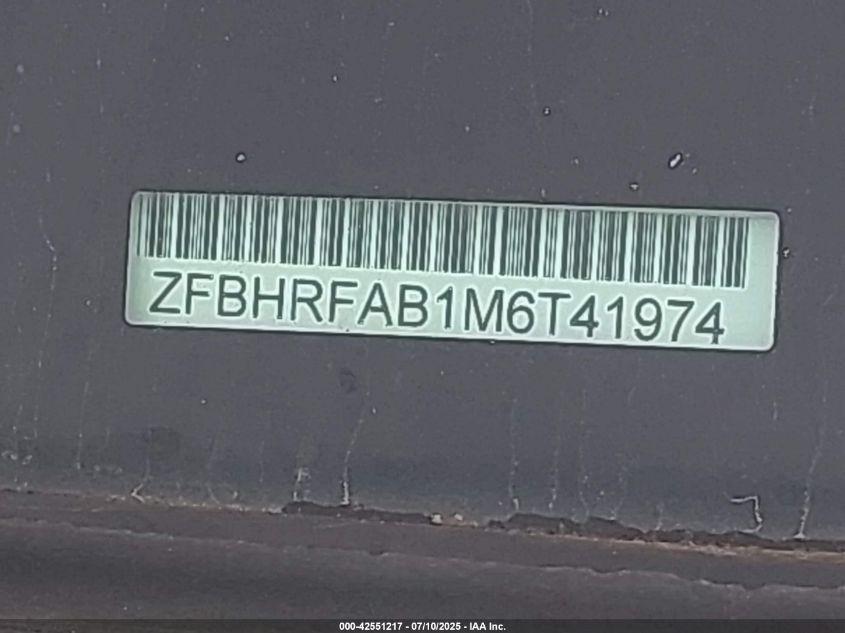 ZFBHRFAB1M6T41974
000-42551217 - 07/10/2025 - IAA Inc.